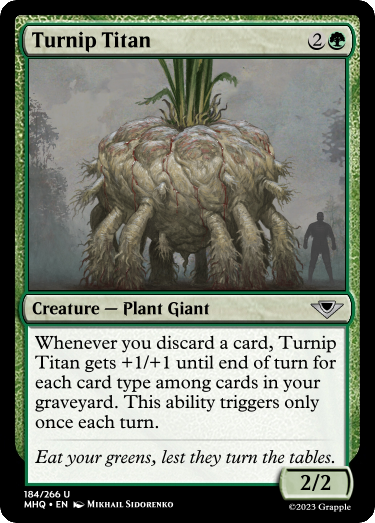 Turnip Titan 2
Creature — Plant Giant
Whenever you discard a card, Turnip
Titan gets +1/+1 until end of turn for
each card type among cards in your
graveyard. This ability triggers only
once each turn.
Eat your greens, lest they turn the tables.
2/2
184/266 U
MHQ • EN Mikhail Sidorenko
©2023 Grapple